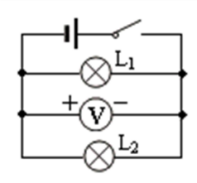 L₁
+ V −
L₂